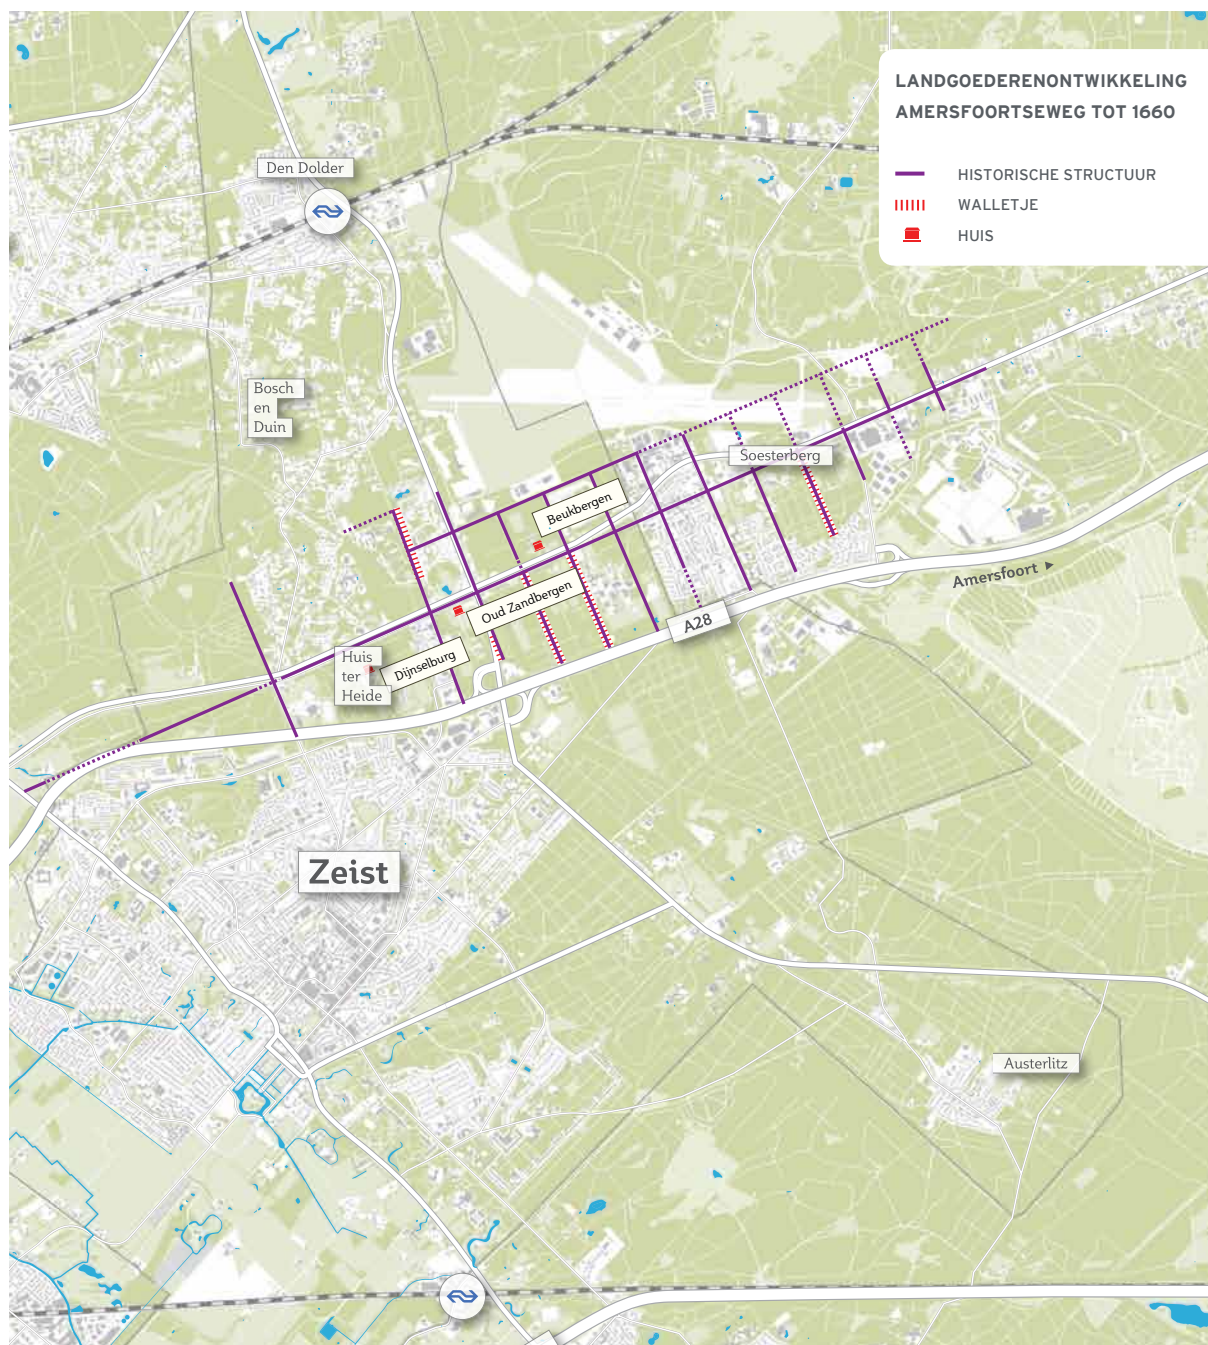 LANDGOEDERENONTWIKKELING
AMERSFOORTSEWEG TOT 1660
HISTORISCHE STRUCTUUR
WALLETJE
HUIS
Den Dolder
Bosch
en
Duin
Soesterberg
Beukbergen
Oud Zandbergen
Dijnselburg
Huis
ter
Heide
A28
Amersfoort ►
Zeist
Austerlitz